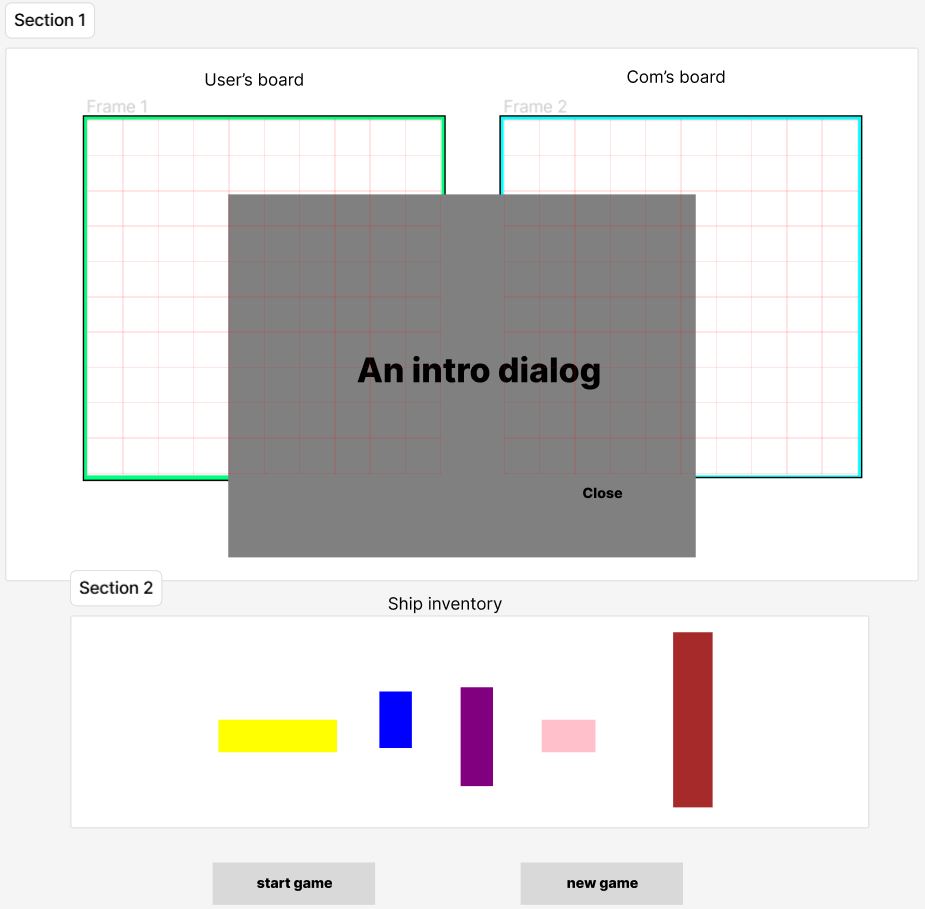 Section 1
User's board
Com's board
Frame 1
Frame 2
An intro dialog
Close
Section 2
Ship inventory
start game
new game